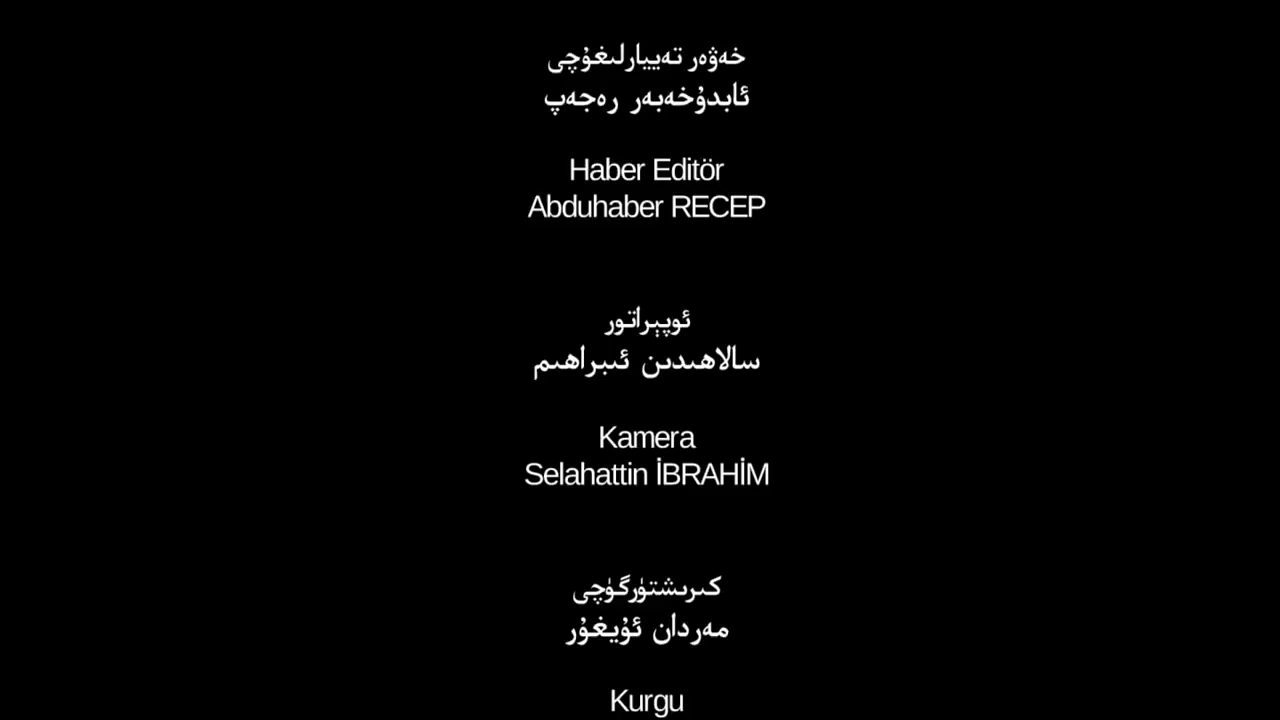 خەۋەر تەييارلىغۇچى
ئابدۇخەبەر رەجەپ
Haber Editör
Abduhaber RECEP
ئوپېراتور
سالاھىدىن ئىبراھىم
Kamera
Selahattin İBRAHİM
كىرىشتۈرگۈچى
مەردان ئۇيغۇر
Kurgu